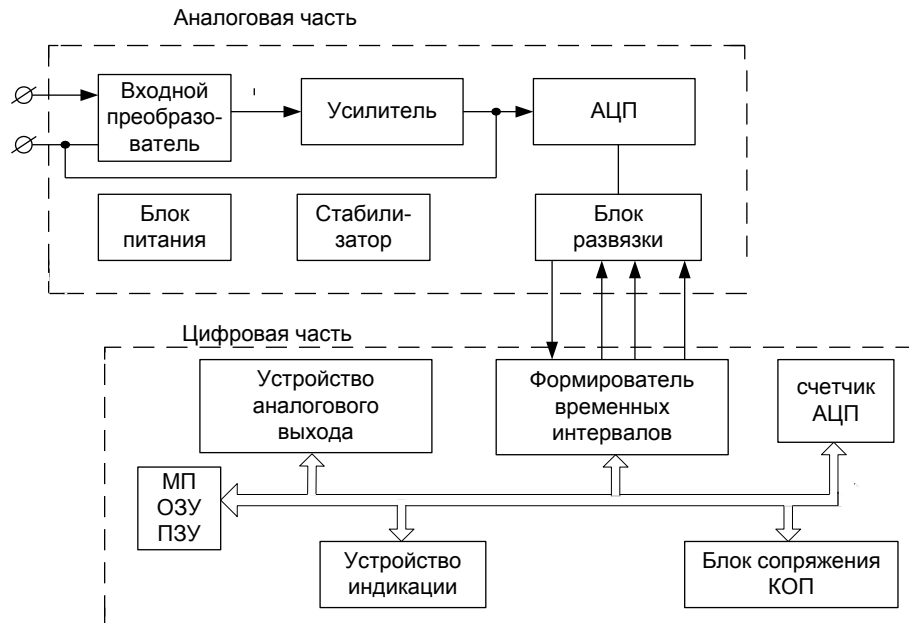 Аналоговая часть
Входной
преобразо-
ватель
Усилитель
АЦП
Блок
питания
Стабили-
затор
Блок
развязки
Цифровая часть
Устройство
аналогового
выхода
Формирователь
временных
интервалов
счетчик
АЦП
МП
ОЗУ
ПЗУ
Устройство
индикации
Блок сопряжения
КОП